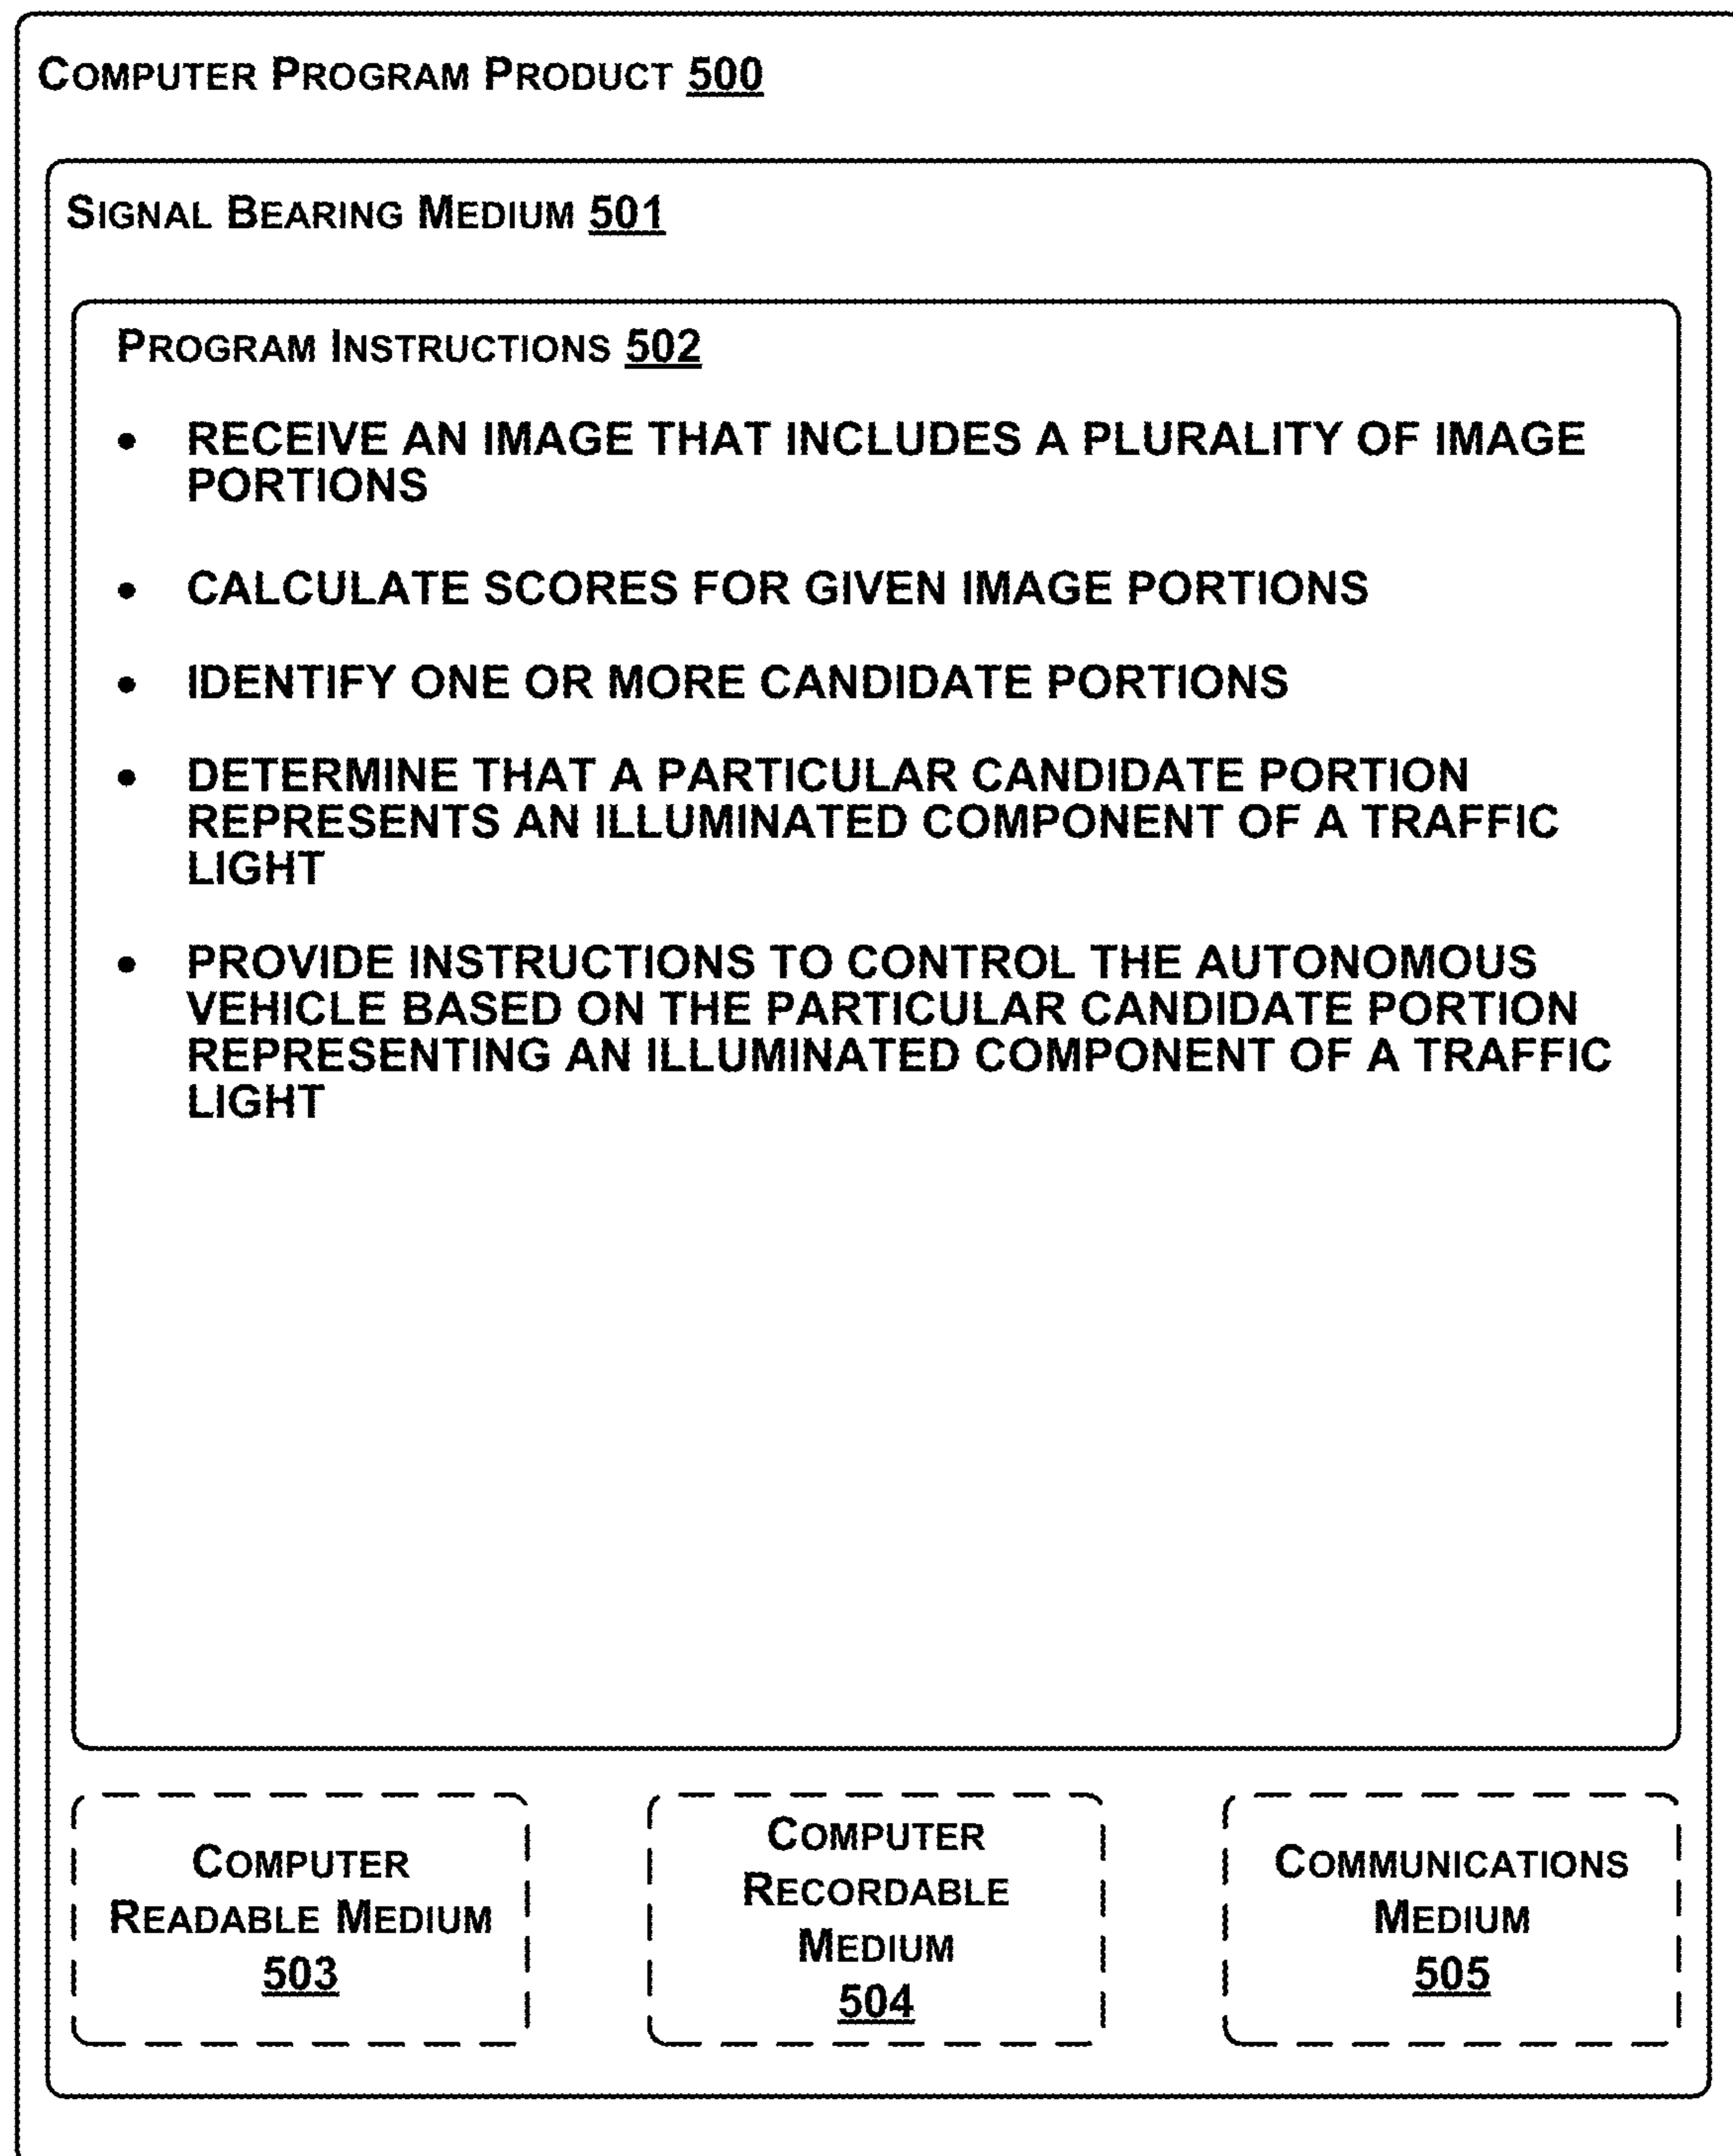 COMPUTER PROGRAM PRODUCT 500
SIGNAL BEARING MEDIUM 501
PROGRAM INSTRUCTIONS 502
• RECEIVE AN IMAGE THAT INCLUDES A PLURALITY OF IMAGE
PORTIONS
• CALCULATE SCORES FOR GIVEN IMAGE PORTIONS
• IDENTIFY ONE OR MORE CANDIDATE PORTIONS
• DETERMINE THAT A PARTICULAR CANDIDATE PORTION
REPRESENTS AN ILLUMINATED COMPONENT OF A TRAFFIC
LIGHT
• PROVIDE INSTRUCTIONS TO CONTROL THE AUTONOMOUS
VEHICLE BASED ON THE PARTICULAR CANDIDATE PORTION
REPRESENTING AN ILLUMINATED COMPONENT OF A TRAFFIC
LIGHT
COMPUTER
READABLE MEDIUM
503
COMPUTER
RECORDABLE
MEDIUM
504
COMMUNICATIONS
MEDIUM
505